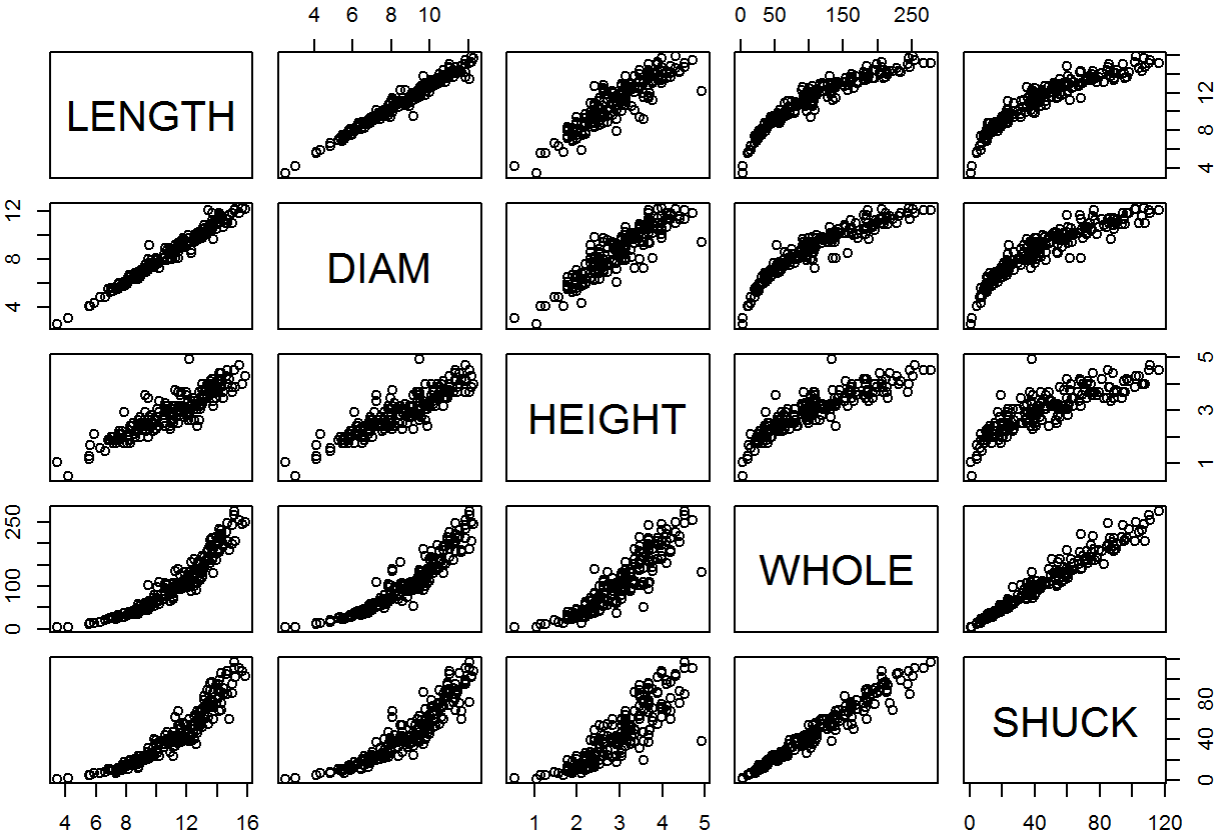 4 6 8 10
0 50 150 250
LENGTH
4 8 12
4 8 12
DIAM
HEIGHT
1 3 5
0 100 250
WHOLE
SHUCK
0 40 80
4 6 8 12 16
1 2 3 4 5
0 40 80 120